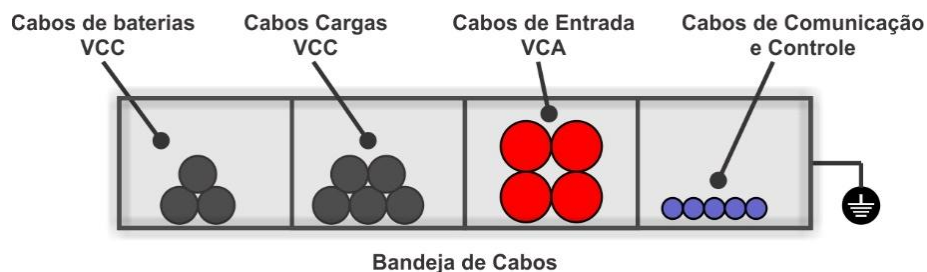 Cabos de baterias
VCC
Cabos Cargas
VCC
Cabos de Entrada
VCA
Cabos de Comunicação
e Controle
Bandeja de Cabos